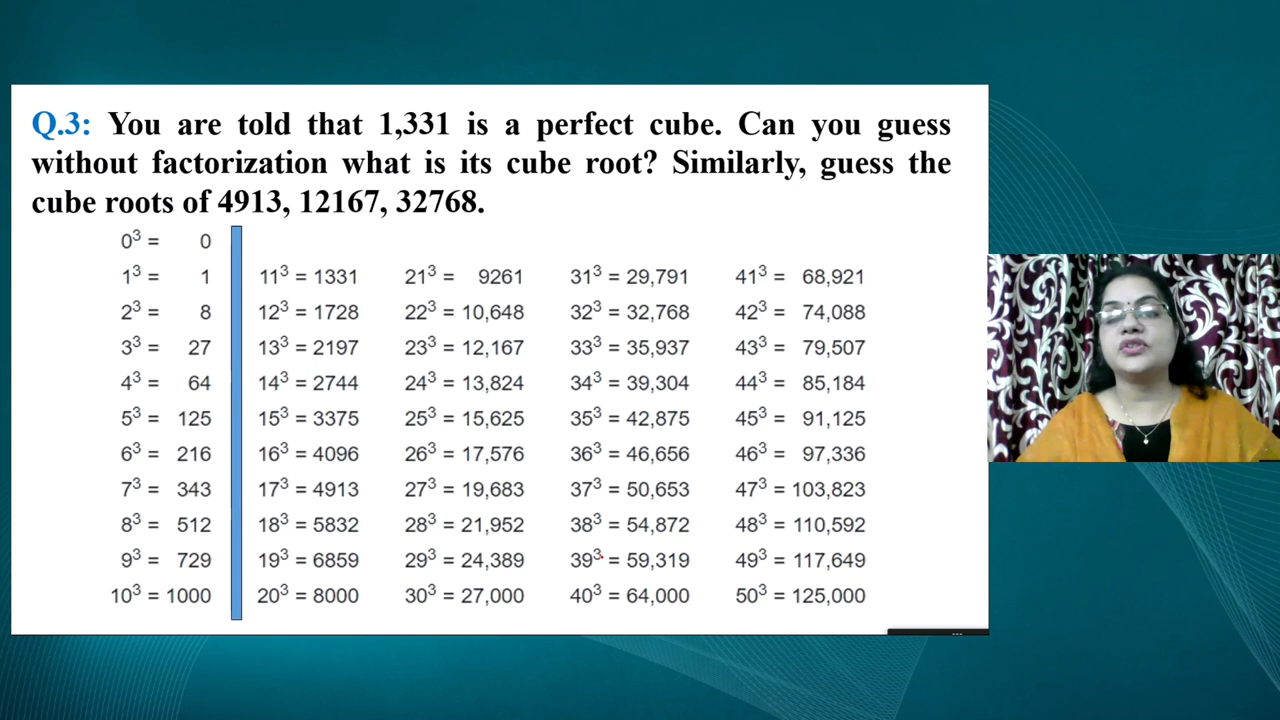 Q.3: You are told that 1,331 is a perfect cube. Can you guess
without factorization what is its cube root? Similarly, guess the
cube roots of 4913, 12167, 32768.
0³ = 0
1³ = 1 11³ = 1331 21³ = 9261 31³ = 29,791 41³ = 68,921
2³ = 8 12³ = 1728 22³ = 10,648 32³ = 32,768 42³ = 74,088
3³ = 27 13³ = 2197 23³ = 12,167 33³ = 35,937 43³ = 79,507
4³ = 64 14³ = 2744 24³ = 13,824 34³ = 39,304 44³ = 85,184
5³ = 125 15³ = 3375 25³ = 15,625 35³ = 42,875 45³ = 91,125
6³ = 216 16³ = 4096 26³ = 17,576 36³ = 46,656 46³ = 97,336
7³ = 343 17³ = 4913 27³ = 19,683 37³ = 50,653 47³ = 103,823
8³ = 512 18³ = 5832 28³ = 21,952 38³ = 54,872 48³ = 110,592
9³ = 729 19³ = 6859 29³ = 24,389 39³ = 59,319 49³ = 117,649
10³ = 1000 20³ = 8000 30³ = 27,000 40³ = 64,000 50³ = 125,000